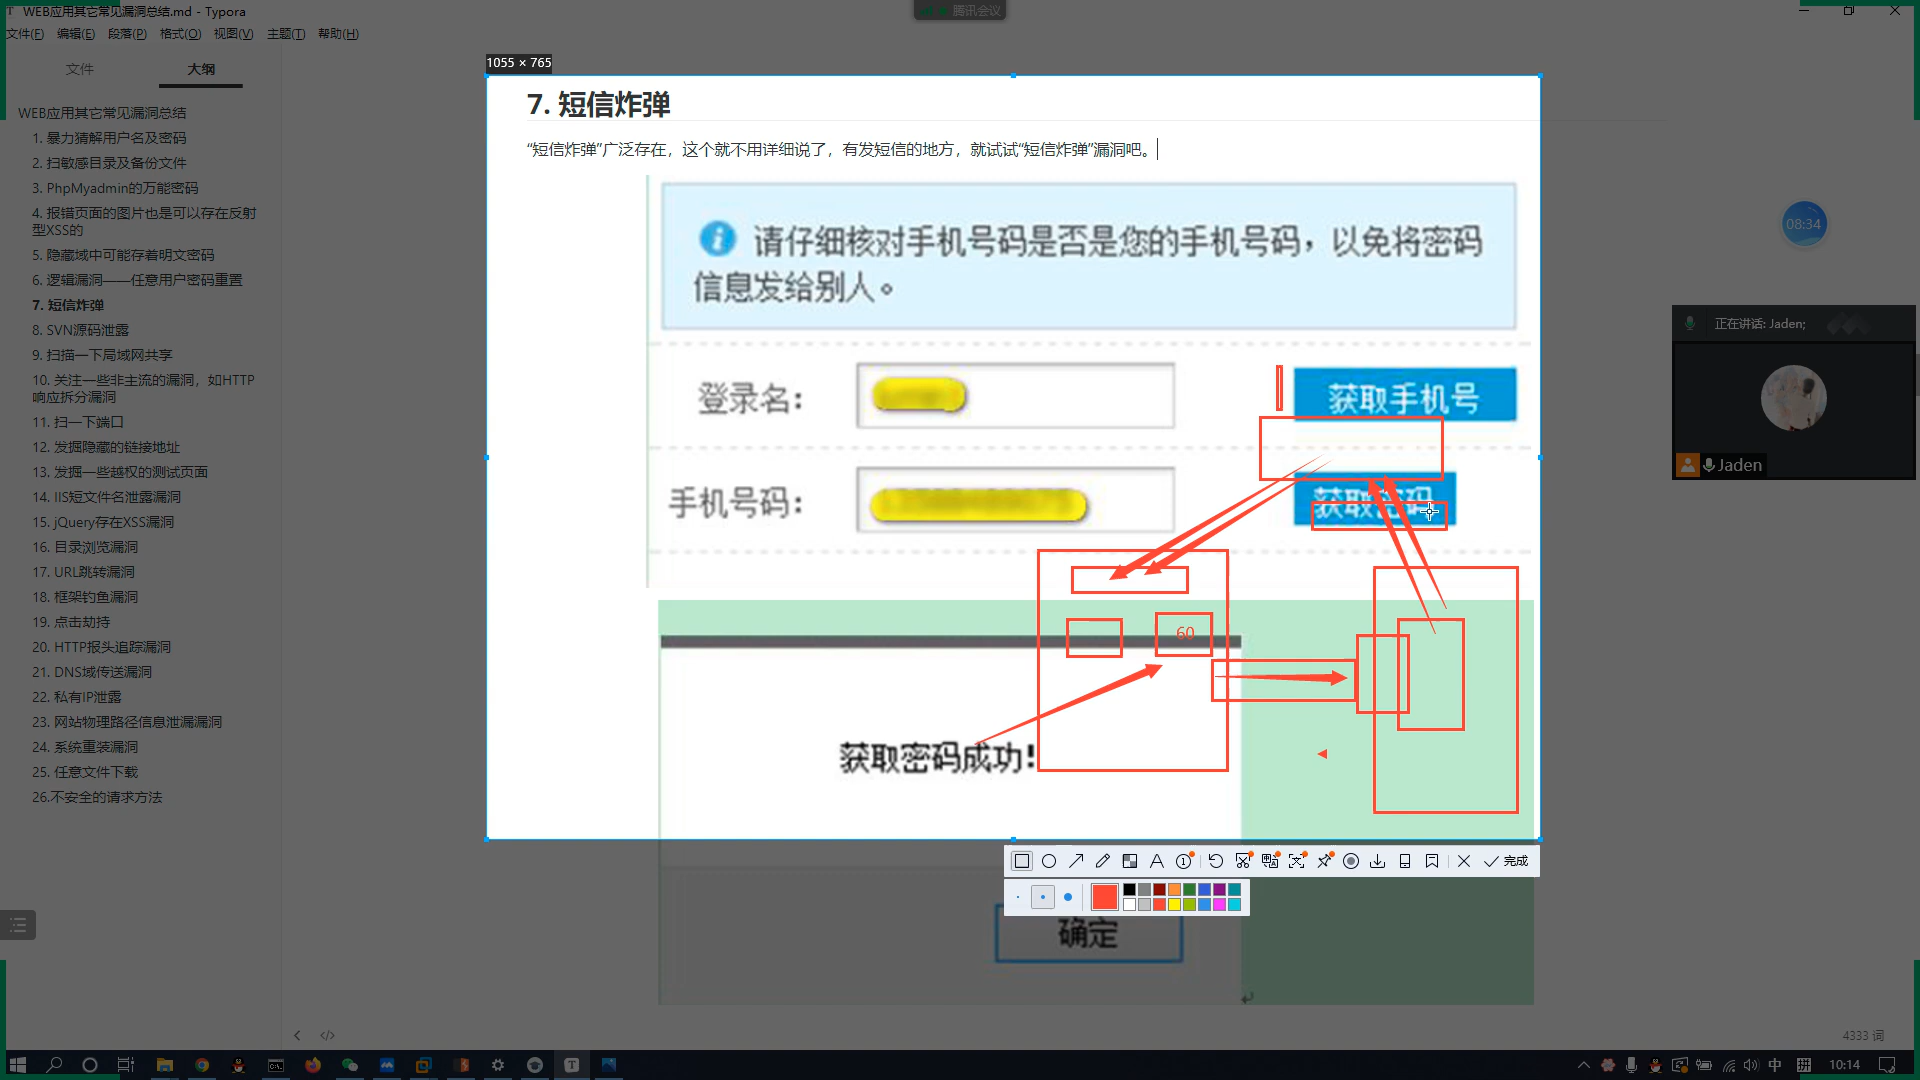 WEB应用其它常见漏洞总结.md - Typora
腾讯会议
文件(F) 编辑(E) 段落(P) 格式(O) 视图(V) 主题(T) 帮助(H)
文件 大纲
WEB应用其它常见漏洞总结
1. 暴力猜解用户名及密码
2. 扫敏感目录及备份文件
3. PhpMyadmin的万能密码
4. 报错页面的图片也是可以存在反射
型XSS的
5. 隐藏域中可能存着明文密码
6. 逻辑漏洞——任意用户密码重置
7. 短信炸弹
8. SVN源码泄露
9. 扫描一下局域网共享
10. 关注一些非主流的漏洞，如HTTP
响应拆分漏洞
11. 扫一下端口
12. 发掘隐藏的链接地址
13. 发掘一些越权的测试页面
14. IIS短文件名泄露漏洞
15. jQuery存在XSS漏洞
16. 目录浏览漏洞
17. URL跳转漏洞
18. 框架钓鱼漏洞
19. 点击劫持
20. HTTP报头追踪漏洞
21. DNS域传送漏洞
22. 私有IP泄露
23. 网站物理路径信息泄漏漏洞
24. 系统重装漏洞
25. 任意文件下载
26.不安全的请求方法
1055 × 765
7. 短信炸弹
“短信炸弹”广泛存在，这个就不用详细说了，有发短信的地方，就试试“短信炸弹”漏洞吧。
请仔细核对手机号码是否是您的手机号码，以免将密码
信息发给别人。
登录名：
获取手机号
手机号码：
获取密码
60
获取密码成功!
完成
确定
08:34
正在讲话: Jaden;
Jaden
4333 词
中
拼
10:14